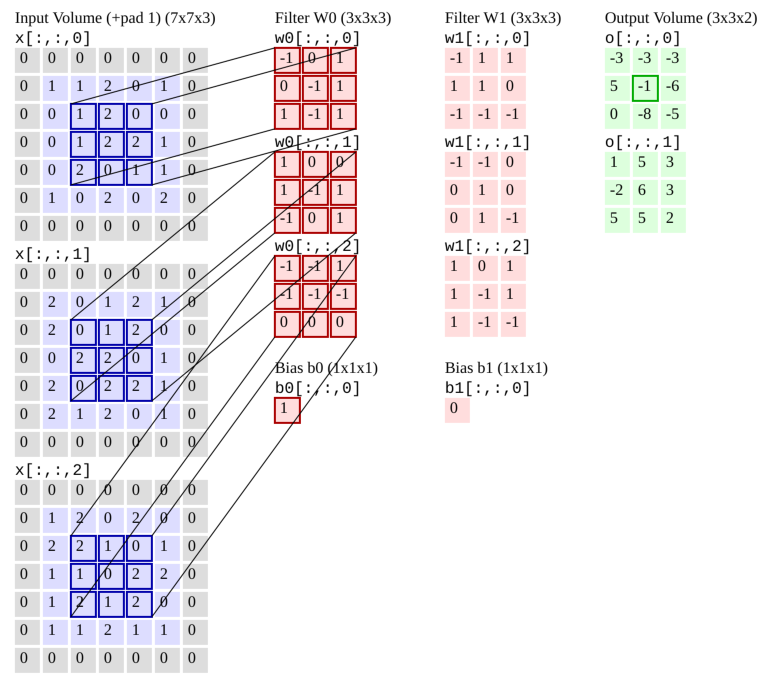 Input Volume (+pad 1) (7x7x3)
x[:,:,0]
0 0 0 0 0 0 0
0 1 1 2 0 1 0
0 0 1 2 0 0 0
0 0 1 2 2 1 0
0 0 2 0 1 1 0
0 1 0 2 0 2 0
0 0 0 0 0 0 0
x[:,:,1]
0 0 0 0 0 0 0
0 2 0 1 2 1 0
0 2 0 1 2 0 0
0 0 2 2 0 1 0
0 2 0 2 2 1 0
0 2 1 2 0 1 0
0 0 0 0 0 0 0
x[:,:,2]
0 0 0 0 0 0 0
0 1 2 0 2 0 0
0 2 2 1 0 1 0
0 1 1 0 2 2 0
0 1 2 1 2 0 0
0 1 1 2 1 1 0
0 0 0 0 0 0 0
Filter W0 (3x3x3)
w0[:,:,0]
-1 0 1
0 -1 1
1 -1 1
w0[:,:,1]
1 0 0
1 -1 1
-1 0 1
w0[:,:,2]
-1 -1 1
-1 -1 -1
0 0 0
Bias b0 (1x1x1)
b0[:,:,0]
1
Filter W1 (3x3x3)
w1[:,:,0]
-1 1 1
1 1 0
-1 -1 -1
w1[:,:,1]
-1 -1 0
0 1 0
0 1 -1
w1[:,:,2]
1 0 1
1 -1 1
1 -1 -1
Bias b1 (1x1x1)
b1[:,:,0]
0
Output Volume (3x3x2)
o[:,:,0]
-3 -3 -3
5 -1 -6
0 -8 -5
o[:,:,1]
1 5 3
-2 6 3
5 5 2